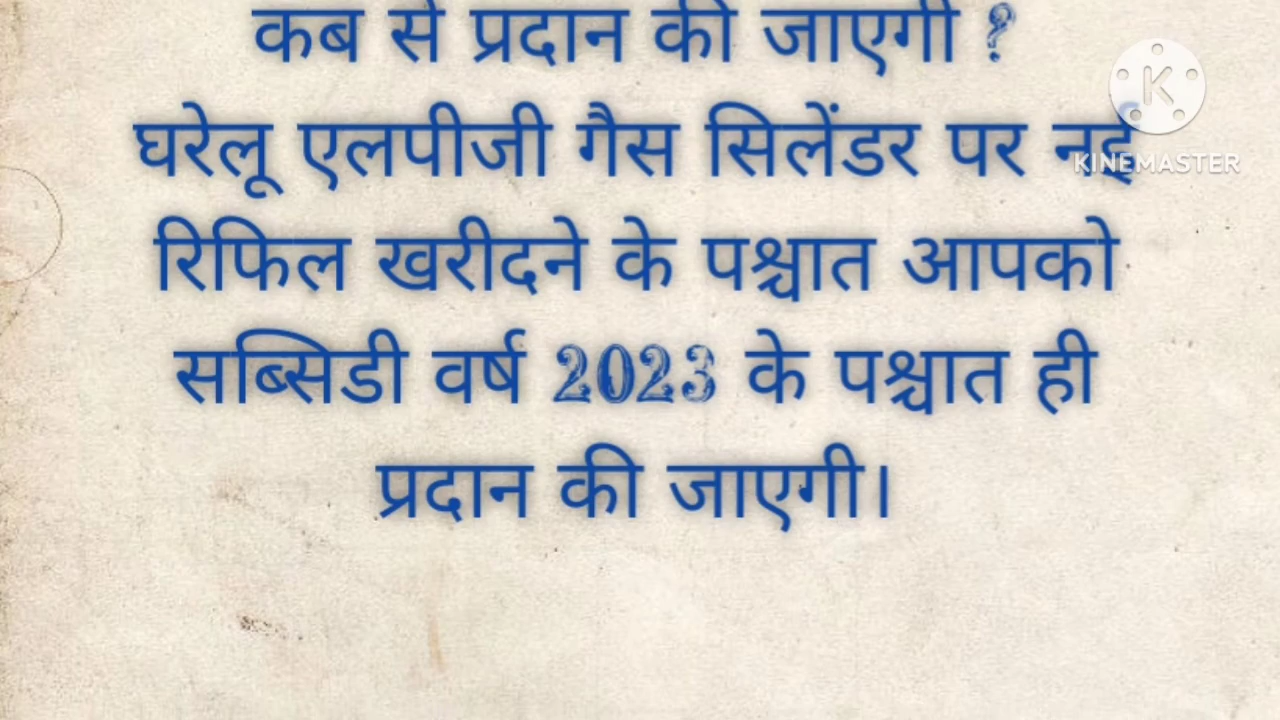 कब से प्रदान की जाएगी ?
घरेलू एलपीजी गैस सिलेंडर पर नई
रिफिल खरीदने के पश्चात आपको
सब्सिडी वर्ष 2023 के पश्चात ही
प्रदान की जाएगी।
K
KINEMASTER